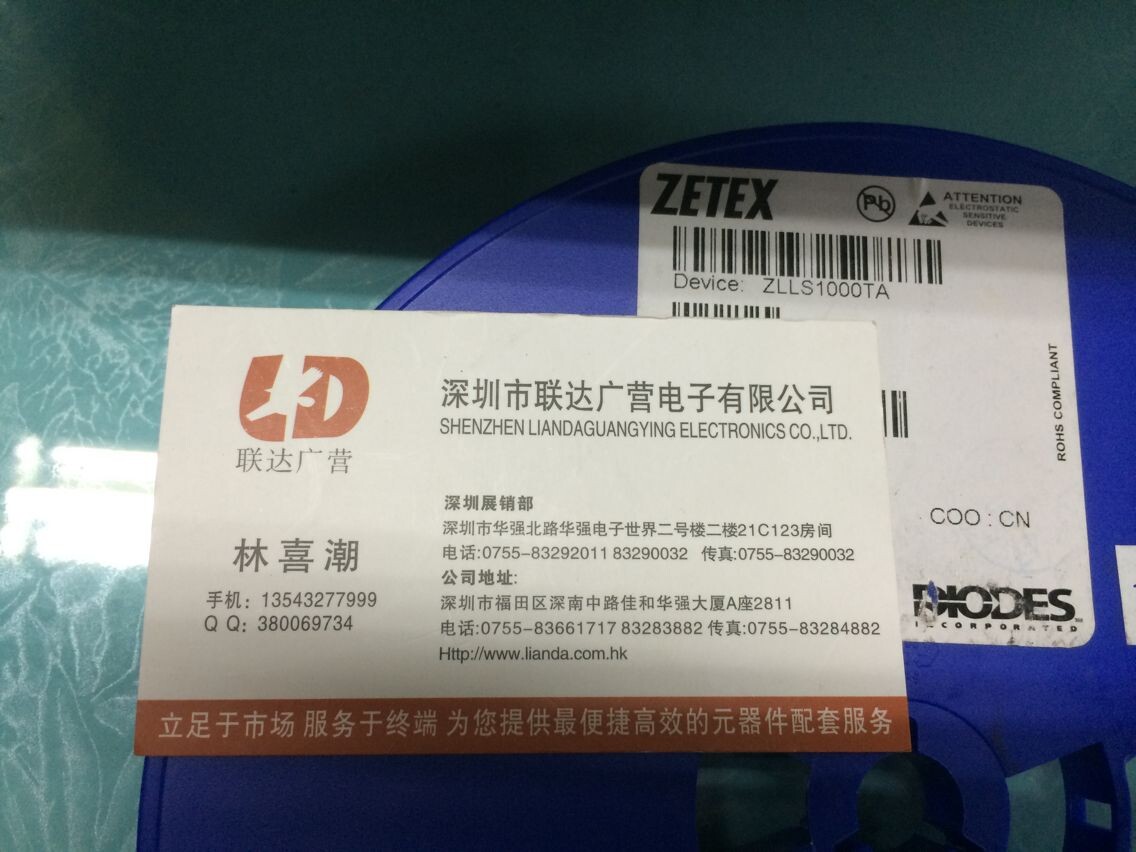 ZETEX
Pb
ATTENTION
ELECTROSTATIC
SENSITIVE
DEVICES
Device: ZLLS1000TA
ROHS COMPLIANT
COO : CN
DIODES
INCORPORATED
联达广营
深圳市联达广营电子有限公司
SHENZHEN LIANDAGUANGYING ELECTRONICS CO.,LTD.
林喜潮
手机: 13543277999
Q Q: 380069734
深圳展销部
深圳市华强北路华强电子世界二号楼二楼21C123房间
电话:0755-83292011 83290032 传真:0755-83290032
公司地址:
深圳市福田区深南中路佳和华强大厦A座2811
电话:0755-83661717 83283882 传真:0755-83284882
Http://www.lianda.com.hk
立足于市场 服务于终端 为您提供最便捷高效的元器件配套服务